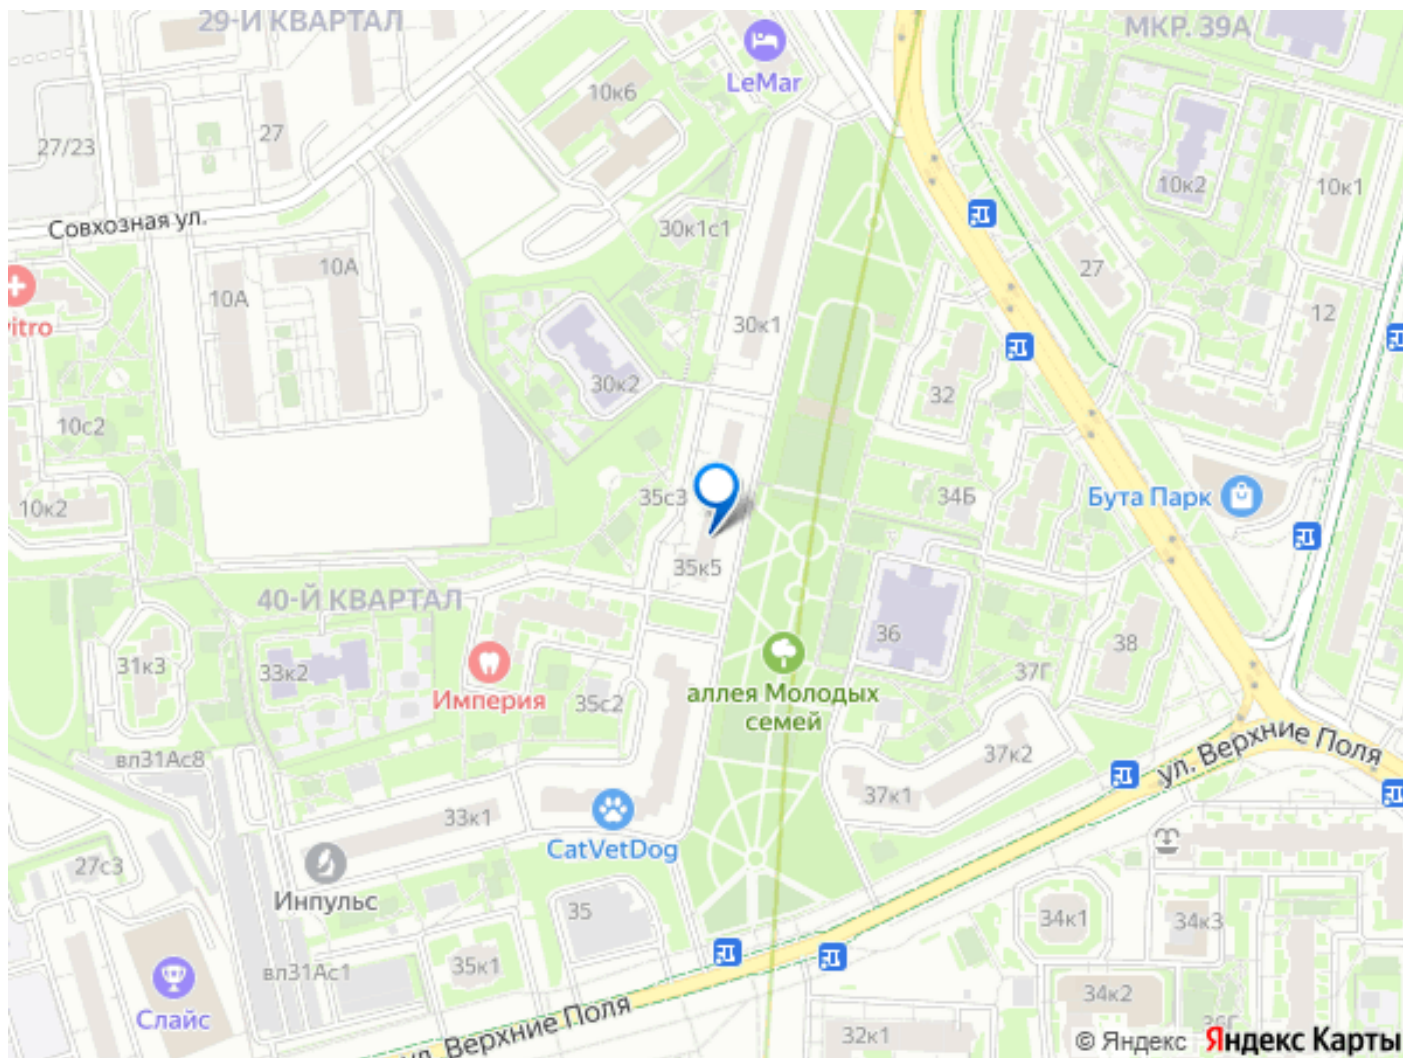 29-Й КВАРТАЛ
МКР. 39А
LeMar
10к6
27/23
27
10к2
10к1
Совхозная ул.
30к1с1
10А
10А
27
12
vitro
30к1
30к2
32
10с2
35с3
34Б
Бута Парк
10к2
35к5
40-Й КВАРТАЛ
36
38
31к3
33к2
Империя
35с2
аллея Молодых
семей
37Г
вл31Ас8
37к2
ул. Верхние Поля
37к1
33к1
CatVetDog
27с3
Инпульс
35
34к1
34к3
вл31Ас1
35к1
34к2
Слайс
36Г
ул. Верхние Поля
32к1
© Яндекс Яндекс Карты